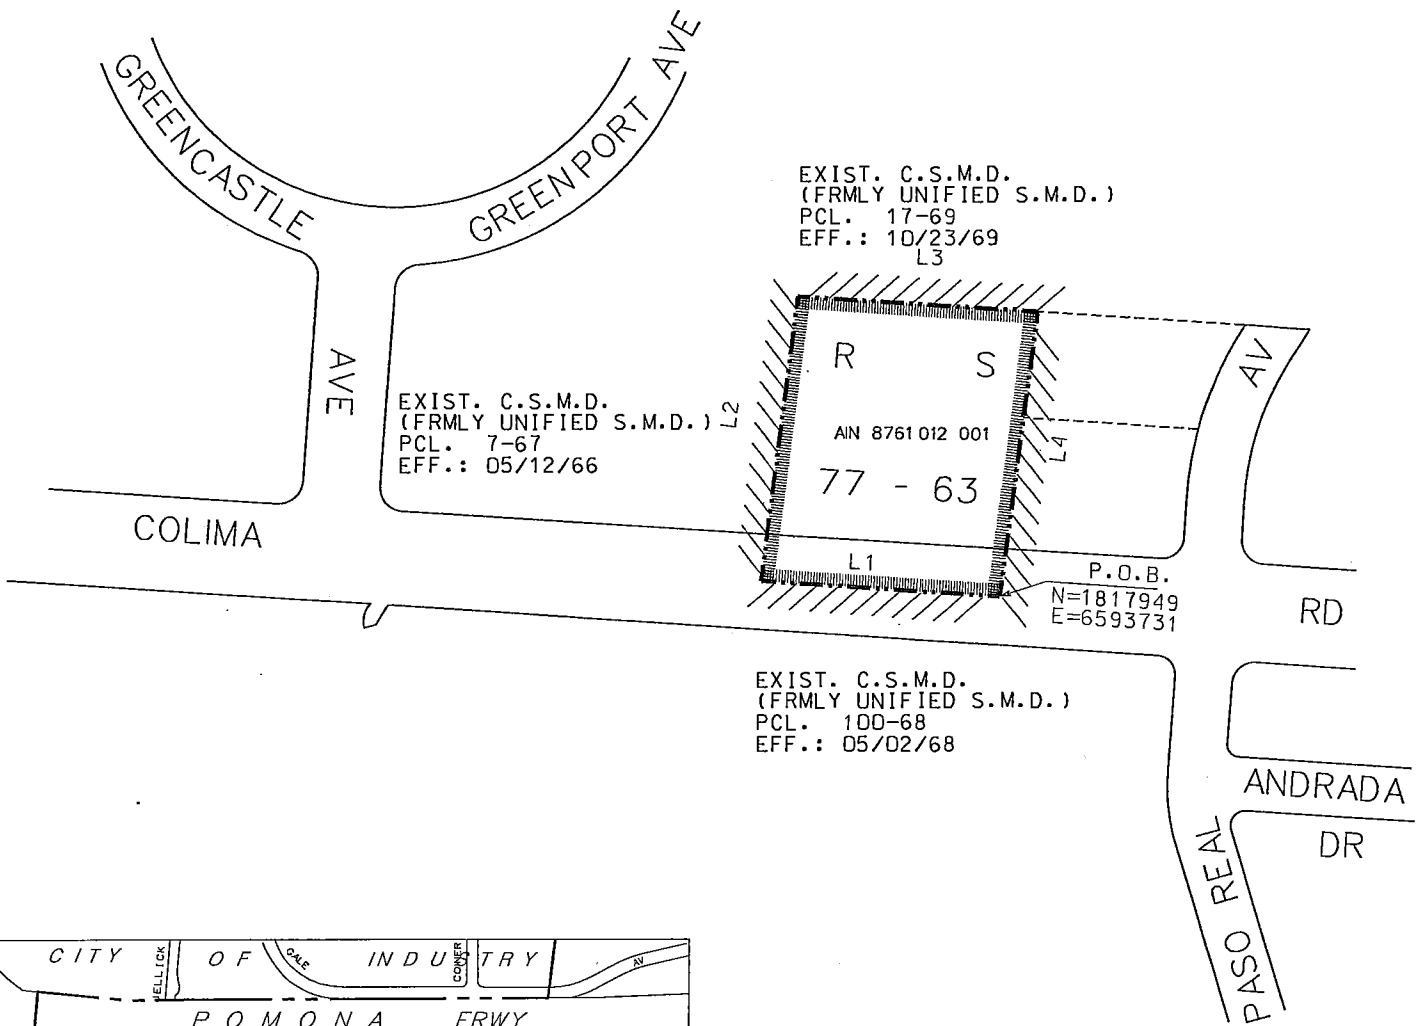 GREENCASTLE
AVE
GREENPORT AVE
EXIST. C.S.M.D.
(FRMLY UNIFIED S.M.D.)
PCL. 17-69
EFF.: 10/23/69
L3
R S
AV
EXIST. C.S.M.D.
(FRMLY UNIFIED S.M.D.)
PCL. 7-67
EFF.: 05/12/66
L2
AIN 8761 012 001
L4
77 - 63
COLIMA
RD
L1
P.O.B.
N=1817949
E=6593731
EXIST. C.S.M.D.
(FRMLY UNIFIED S.M.D.)
PCL. 100-68
EFF.: 05/02/68
ANDRADA
DR
PASO REAL
CITY OF INDUSTRY
JELLICK
GALE
COINER
AV
POMONA FRWY